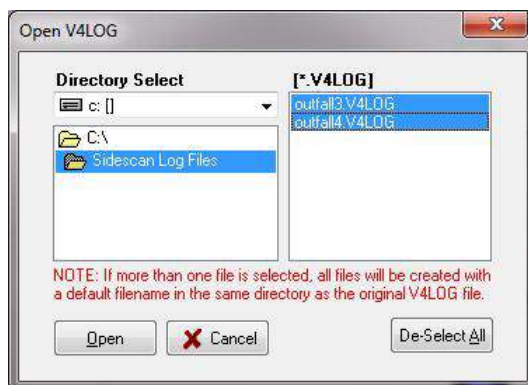 Open V4LOG
x
Directory Select
[*.V4LOG]
c: []
C:\
Sidescan Log Files
outfall3.V4LOG
outfall4.V4LOG
NOTE: If more than one file is selected, all files will be created with
a default filename in the same directory as the original V4LOG file.
Open
Cancel
De-Select All